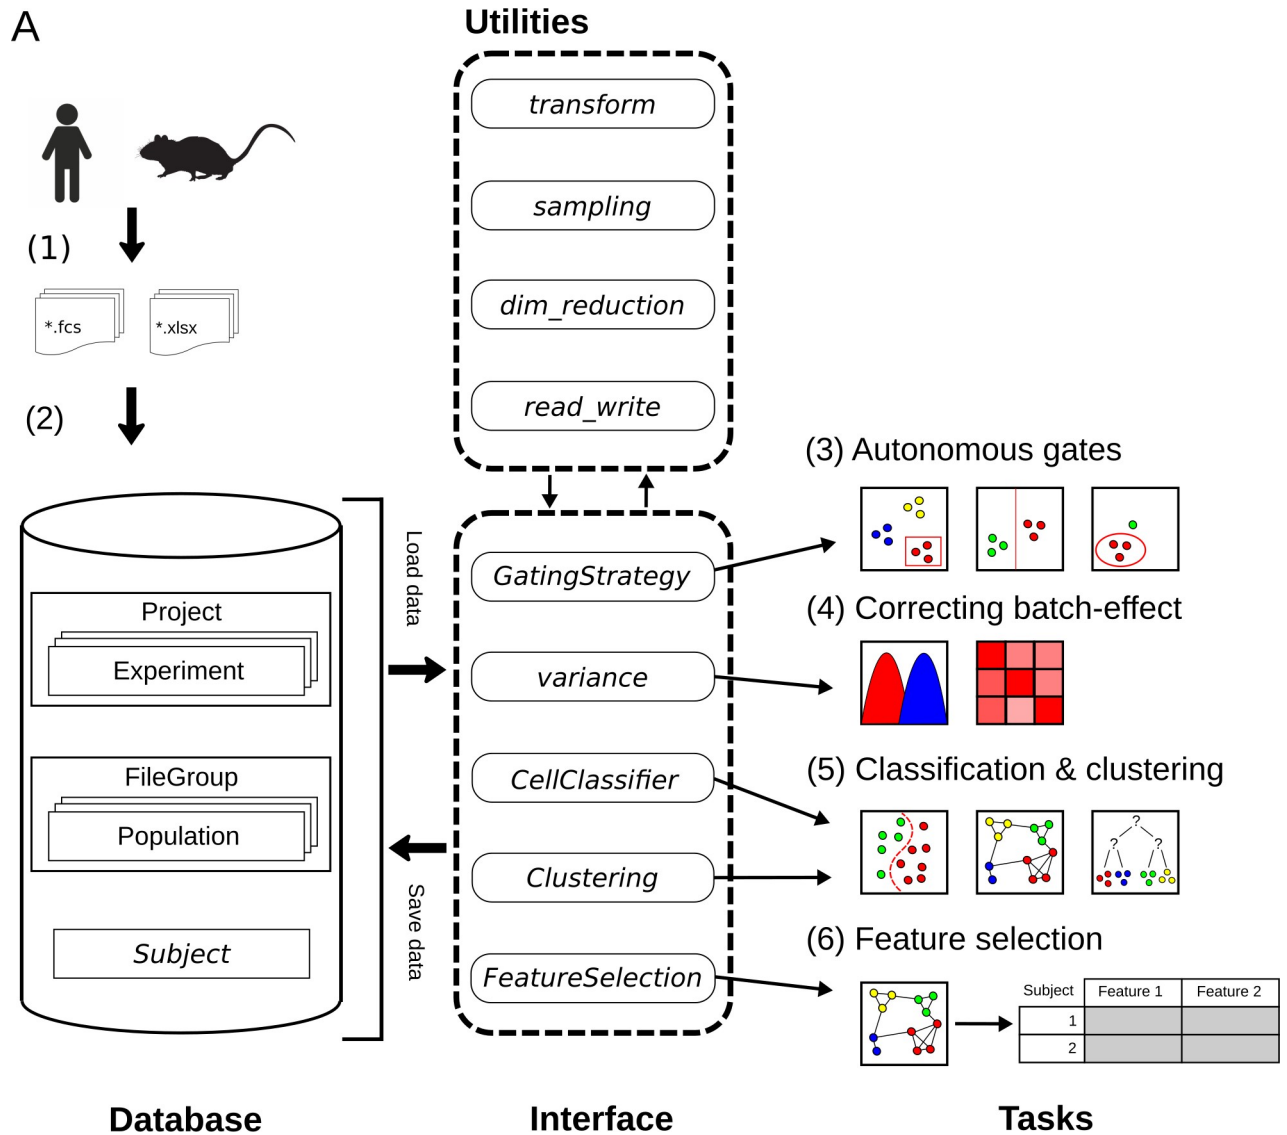 A
Utilities
transform
sampling
dim_reduction
read_write
(1)
*.fcs
*.xlsx
(2)
Project
Experiment
FileGroup
Population
Subject
Load data
Save data
GatingStrategy
variance
CellClassifier
Clustering
FeatureSelection
(3) Autonomous gates
(4) Correcting batch-effect
(5) Classification & clustering
?
? ?
(6) Feature selection
Subject Feature 1 Feature 2
1
2
Database
Interface
Tasks